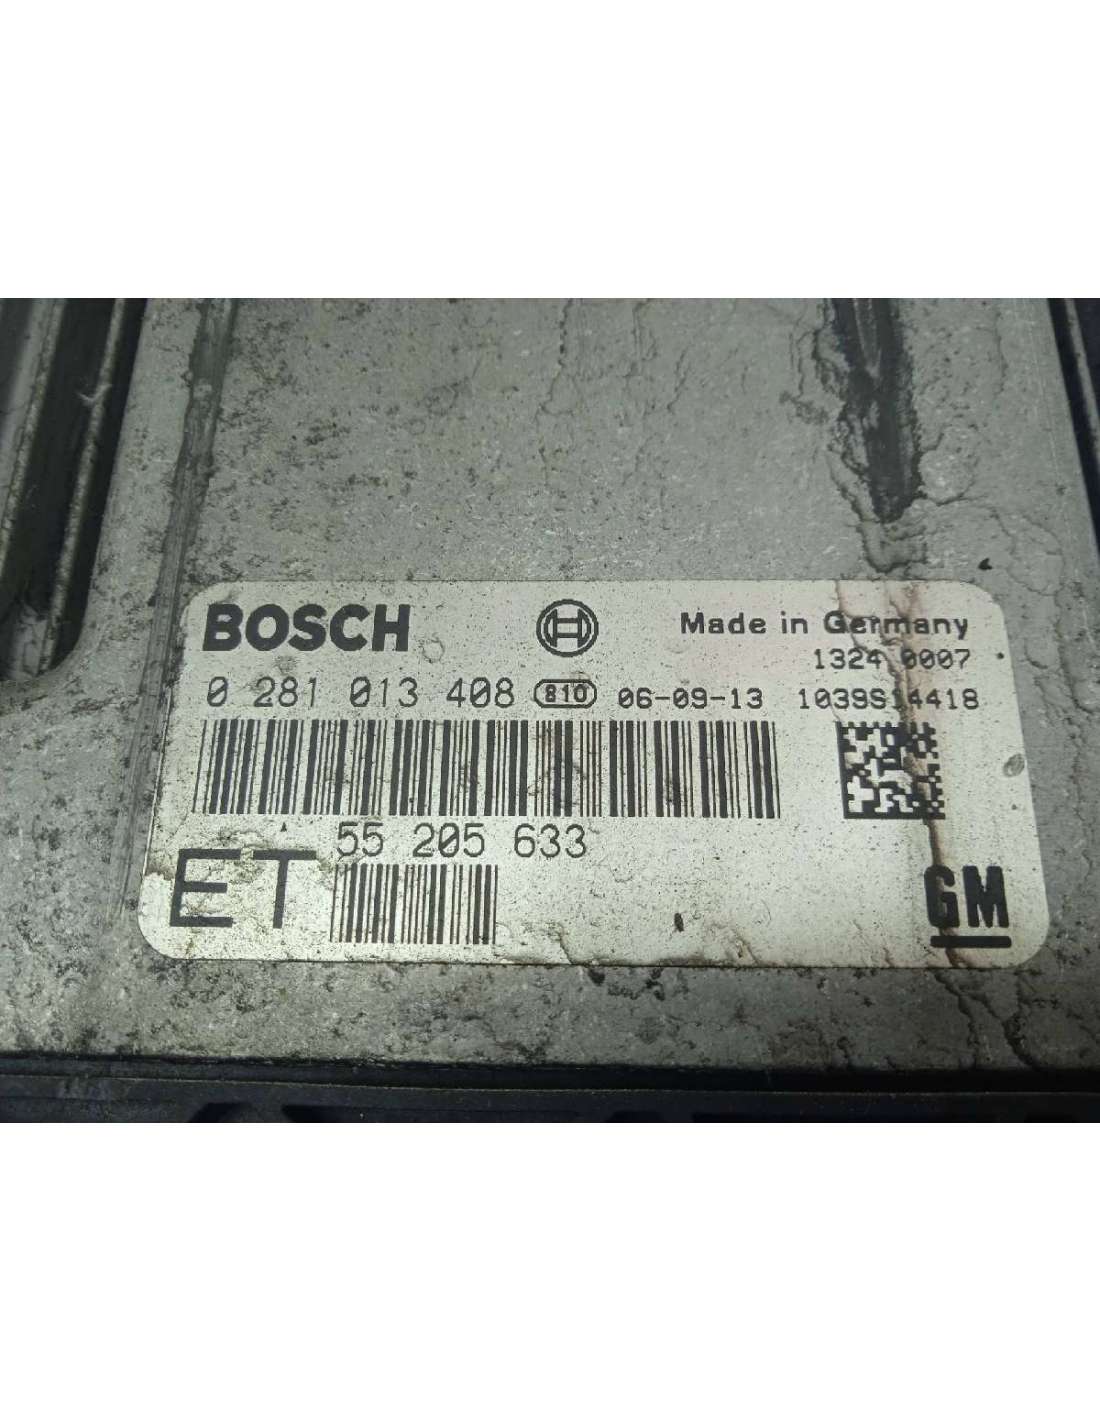 BOSCH Made in Germany
1324 0007
0 281 013 408 810 06-09-13 1039S14418
55 205 633
ET
GM